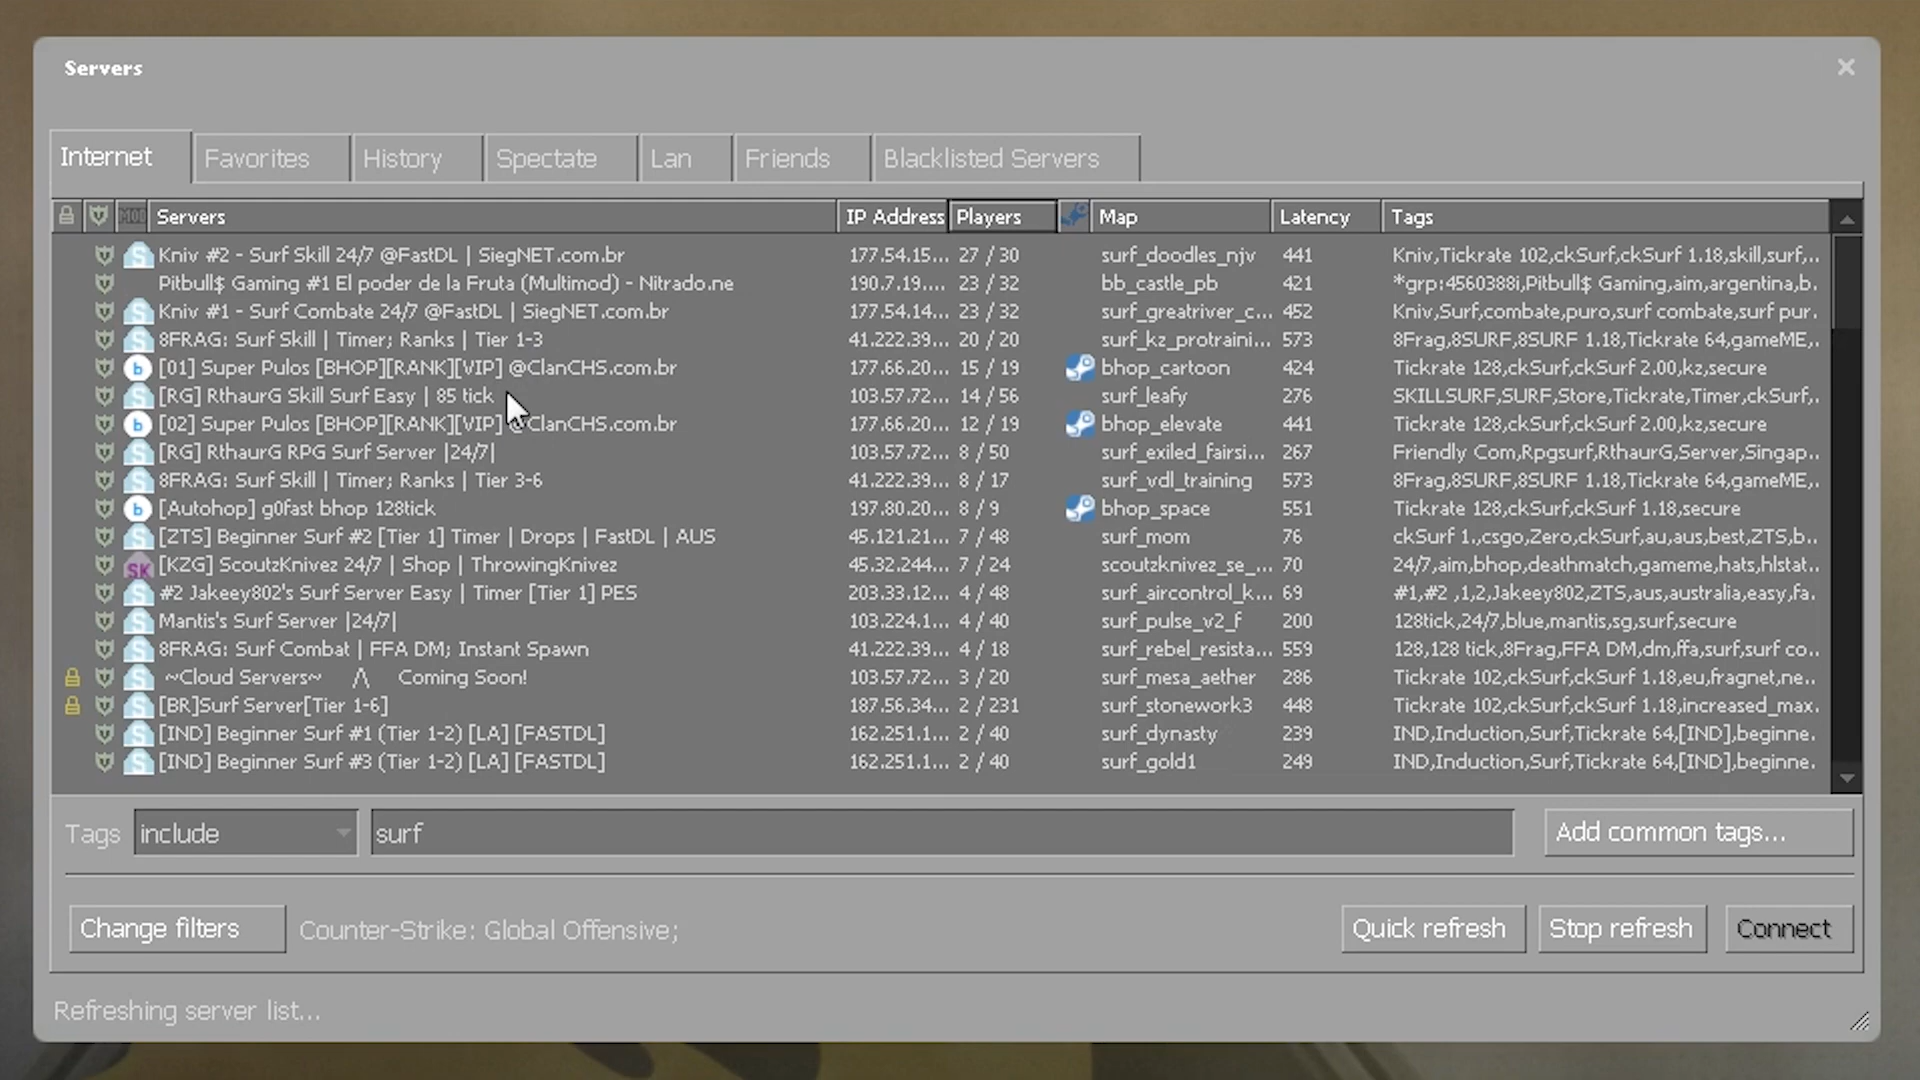 Servers
Internet Favorites History Spectate Lan Friends Blacklisted Servers
MOD Servers IP Address Players Map Latency Tags
Kniv #2 - Surf Skill 24/7 @FastDL | SiegNET.com.br 177.54.15... 27 / 30 surf_doodles_njv 441 Kniv,Tickrate 102,ckSurf,ckSurf 1.18,skill,surf,..
Pitbull$ Gaming #1 El poder de la Fruta (Multimod) - Nitrado.ne 190.7.19.... 23 / 32 bb_castle_pb 421 *grp:4560388i,Pitbull$ Gaming,aim,argentina,b.
Kniv #1 - Surf Combate 24/7 @FastDL | SiegNET.com.br 177.54.14... 23 / 32 surf_greatriver_c... 452 Kniv,Surf,combate,puro,surf combate,surf pur.
8FRAG: Surf Skill | Timer; Ranks | Tier 1-3 41.222.39... 20 / 20 surf_kz_protraini... 573 8Frag,8SURF,8SURF 1.18,Tickrate 64,gameME,.
[01] Super Pulos [BHOP][RANK][VIP] @ClanCHS.com.br 177.66.20... 15 / 19 bhop_cartoon 424 Tickrate 128,ckSurf,ckSurf 2.00,kz,secure
[RG] RthaurG Skill Surf Easy | 85 tick 103.57.72... 14 / 56 surf_leafy 276 SKILLSURF,SURF,Store,Tickrate,Timer,ckSurf,.
[02] Super Pulos [BHOP][RANK][VIP] @ClanCHS.com.br 177.66.20... 12 / 19 bhop_elevate 441 Tickrate 128,ckSurf,ckSurf 2.00,kz,secure
[RG] RthaurG RPG Surf Server |24/7| 103.57.72... 8 / 50 surf_exiled_fairsi... 267 Friendly Com,Rpgsurf,RthaurG,Server,Singap..
8FRAG: Surf Skill | Timer; Ranks | Tier 3-6 41.222.39... 8 / 17 surf_vdl_training 573 8Frag,8SURF,8SURF 1.18,Tickrate 64,gameME,.
[Autohop] g0fast bhop 128tick 197.80.20... 8 / 9 bhop_space 551 Tickrate 128,ckSurf,ckSurf 1.18,secure
[ZTS] Beginner Surf #2 [Tier 1] Timer | Drops | FastDL | AUS 45.121.21... 7 / 48 surf_mom 76 ckSurf 1.,csgo,Zero,ckSurf,au,aus,best,ZTS,b..
[KZG] ScoutzKnivez 24/7 | Shop | ThrowingKnivez 45.32.244... 7 / 24 scoutzknivez_se_... 70 24/7,aim,bhop,deathmatch,gameme,hats,hlstat..
#2 Jakeey802's Surf Server Easy | Timer [Tier 1] PES 203.33.12... 4 / 48 surf_aircontrol_k... 69 #1,#2 ,1,2,Jakeey802,ZTS,aus,australia,easy,fa.
Mantis's Surf Server |24/7| 103.224.1... 4 / 40 surf_pulse_v2_f 200 128tick,24/7,blue,mantis,sg,surf,secure
8FRAG: Surf Combat | FFA DM; Instant Spawn 41.222.39... 4 / 18 surf_rebel_resista... 559 128,128 tick,8Frag,FFA DM,dm,ffa,surf,surf co..
~Cloud Servers~ /\ Coming Soon! 103.57.72... 3 / 20 surf_mesa_aether 286 Tickrate 102,ckSurf,ckSurf 1.18,eu,fragnet,ne..
[BR]Surf Server[Tier 1-6] 187.56.34... 2 / 231 surf_stonework3 448 Tickrate 102,ckSurf,ckSurf 1.18,increased_max.
[IND] Beginner Surf #1 (Tier 1-2) [LA] [FASTDL] 162.251.1... 2 / 40 surf_dynasty 239 IND,Induction,Surf,Tickrate 64,[IND],beginne.
[IND] Beginner Surf #3 (Tier 1-2) [LA] [FASTDL] 162.251.1... 2 / 40 surf_gold1 249 IND,Induction,Surf,Tickrate 64,[IND],beginne.
Tags include surf Add common tags...
Change filters Counter-Strike: Global Offensive; Quick refresh Stop refresh Connect
Refreshing server list...